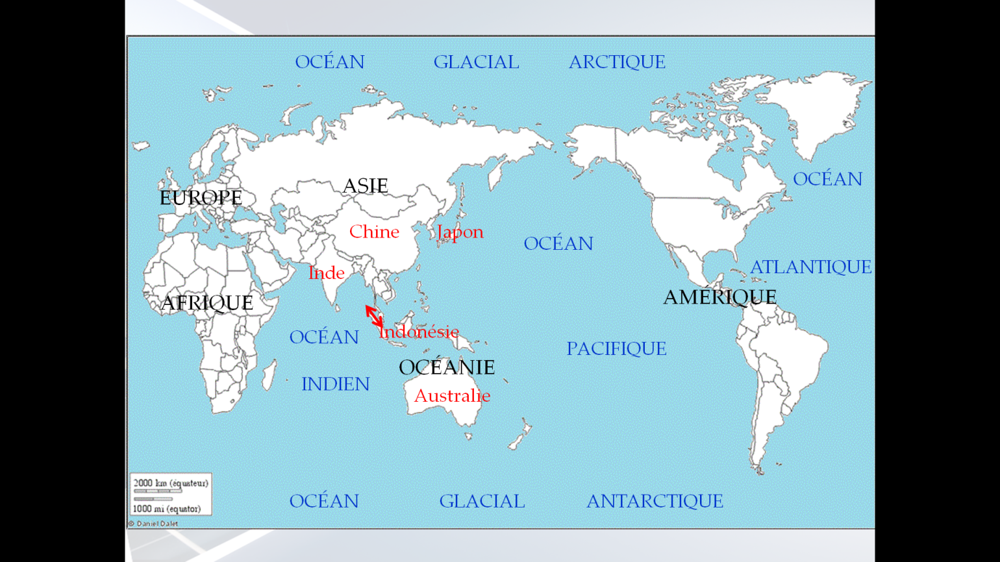 OCÉAN GLACIAL ARCTIQUE
OCÉAN
ASIE
EUROPE
Chine
Japon
OCÉAN
ATLANTIQUE
Inde
AMÉRIQUE
AFRIQUE
Indonésie
OCÉAN
PACIFIQUE
OCÉANIE
INDIEN
Australie
2000 km (équateur)
1000 mi (equator)
OCÉAN GLACIAL ANTARCTIQUE
© Daniel Dalet